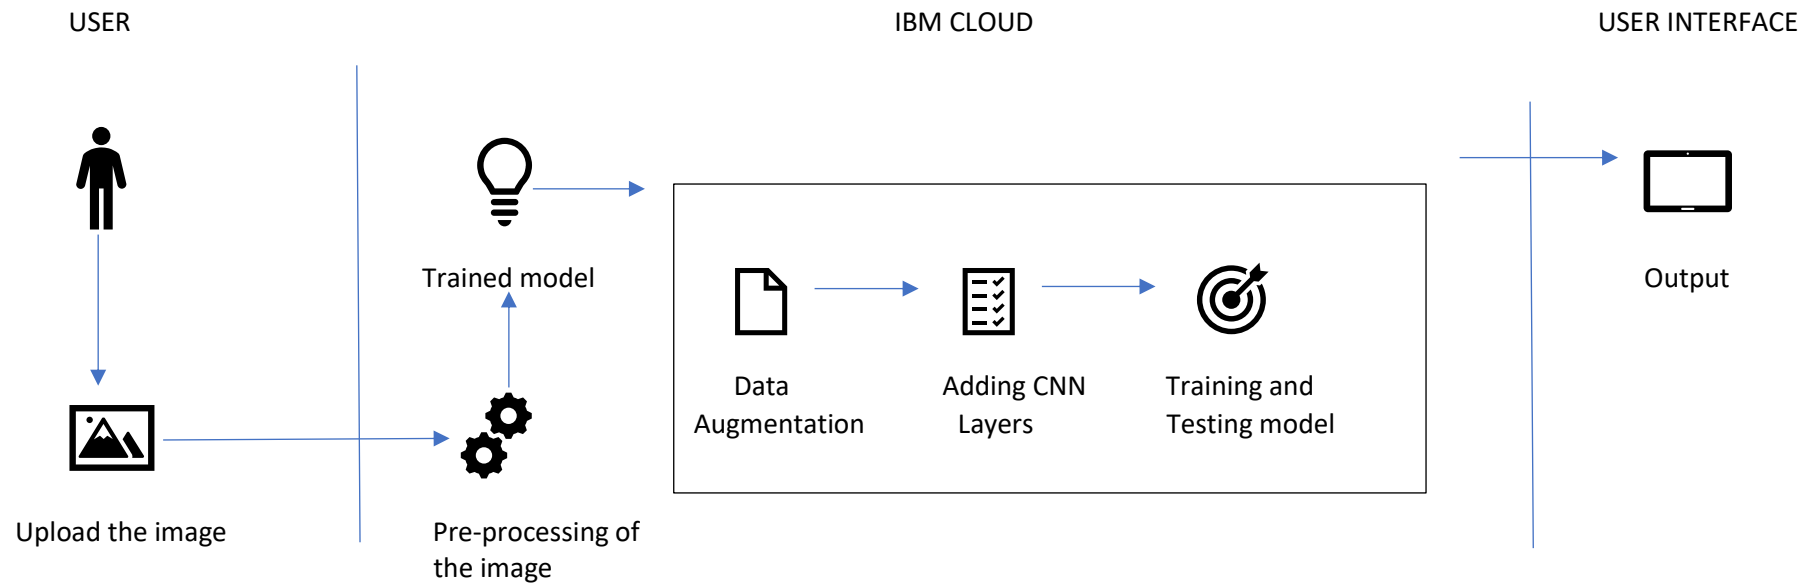 USER
IBM CLOUD
USER INTERFACE
Trained model
Output
Data
Augmentation
Adding CNN
Layers
Training and
Testing model
Upload the image
Pre-processing of
the image